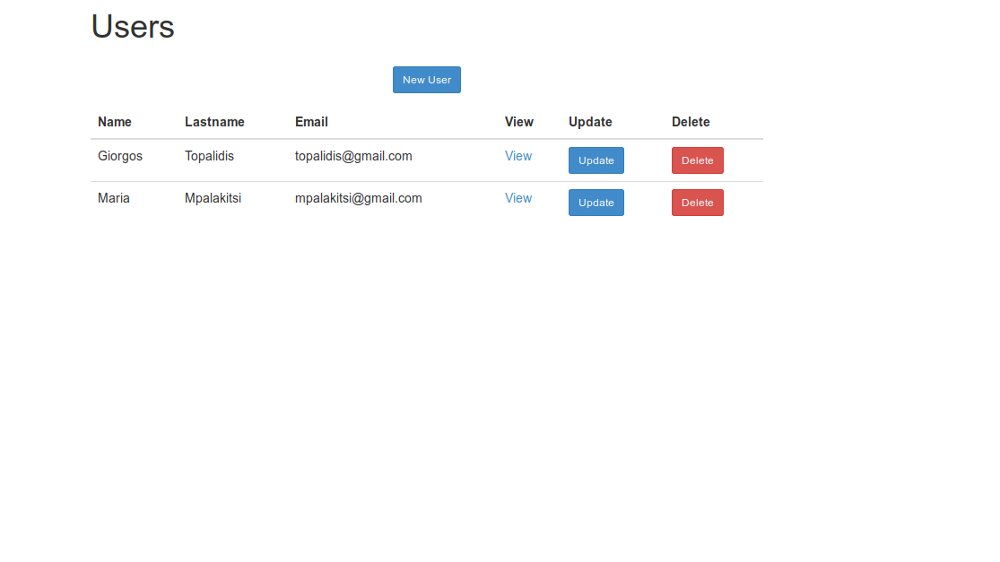 Users
New User
Name Lastname Email View Update Delete
Giorgos Topalidis topalidis@gmail.com View Update Delete
Maria Mpalakitsi mpalakitsi@gmail.com View Update Delete